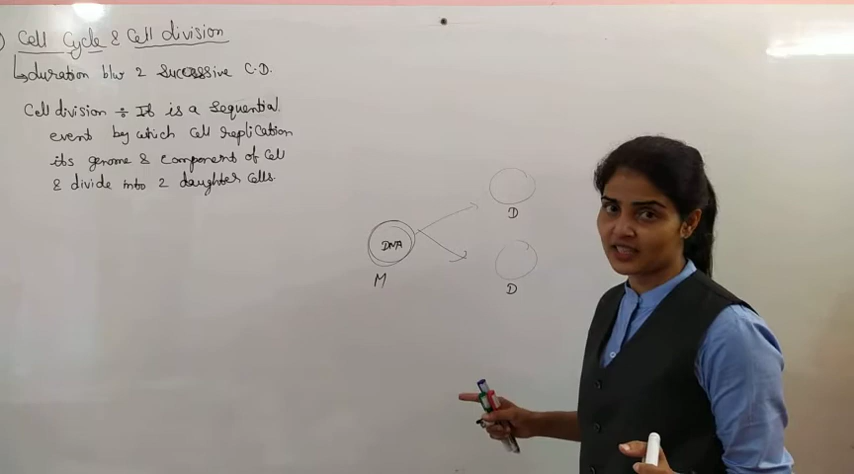 Cell Cycle & Cell division
↳duration b/w 2 Successive C.D.
Cell division ÷ It is a Sequential
event by which Cell replication
its genome & component of Cell
& divide into 2 daughter Cells.
D
DNA
M
D